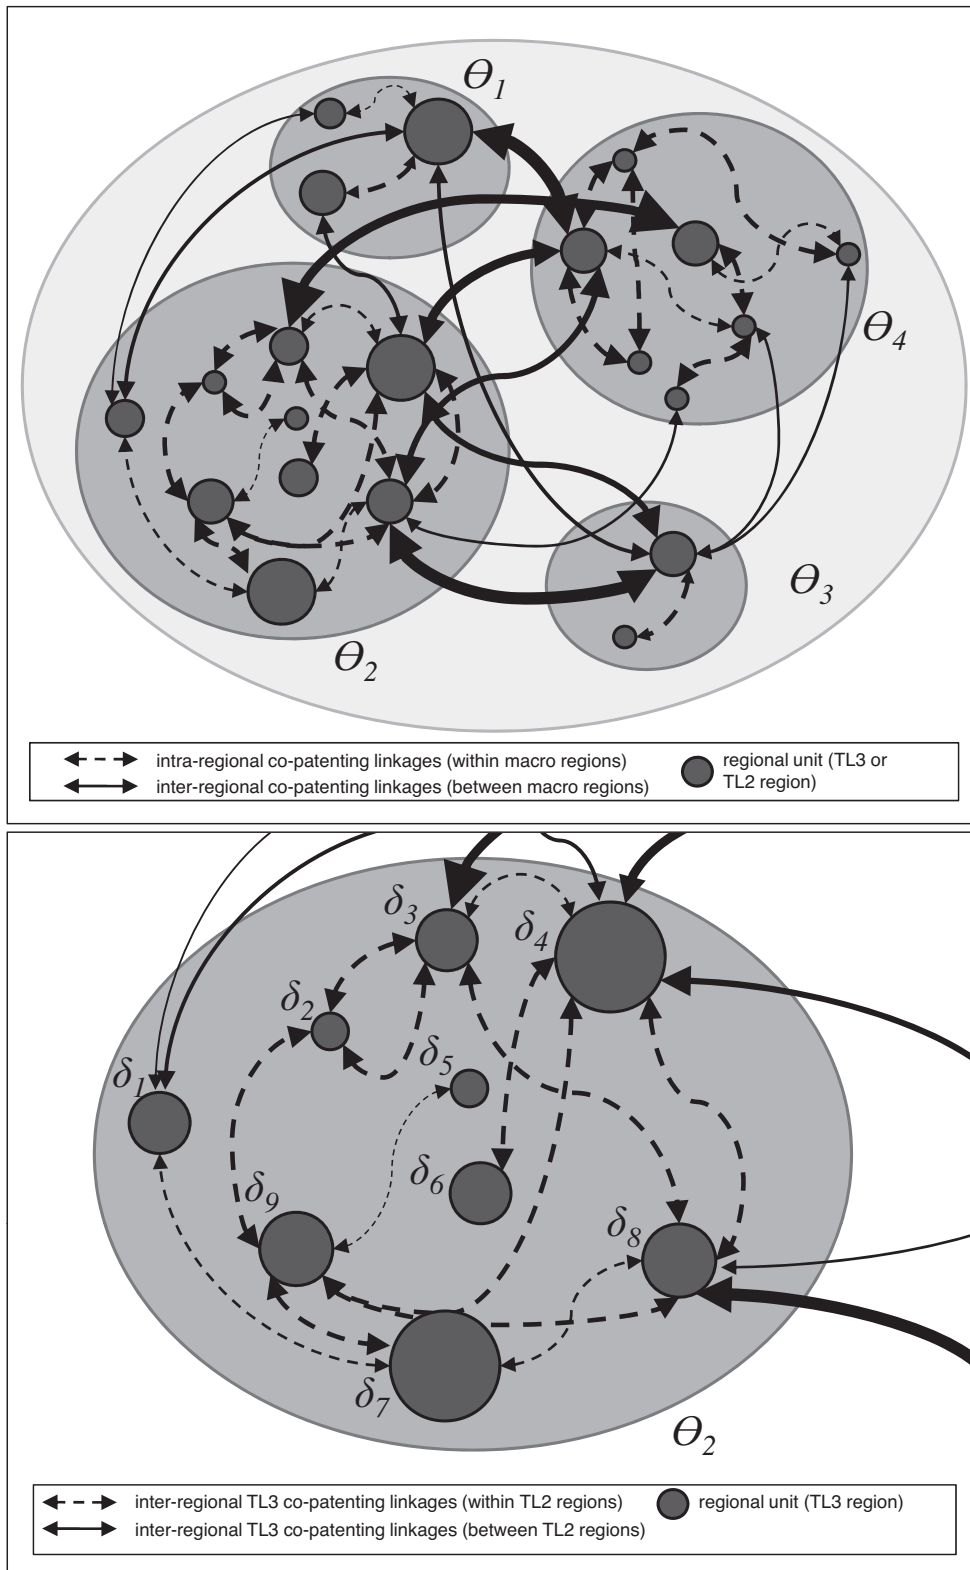 Θ1
Θ4
Θ3
Θ2
intra-regional co-patenting linkages (within macro regions)
inter-regional co-patenting linkages (between macro regions)
regional unit (TL3 or
TL2 region)
δ3
δ4
δ2
δ5
δ1
δ6
δ9
δ8
δ7
Θ2
inter-regional TL3 co-patenting linkages (within TL2 regions)
inter-regional TL3 co-patenting linkages (between TL2 regions)
regional unit (TL3 region)